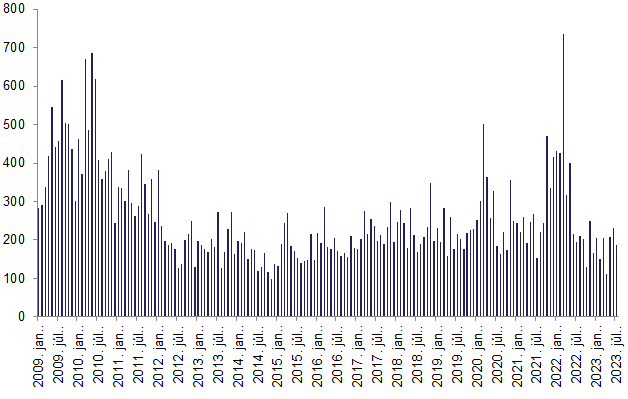 800
700
600
500
400
300
200
100
0
2009. jan..
2009. júl..
2010. jan..
2010. júl..
2011. jan..
2011. júl..
2012. jan..
2012. júl..
2013. jan..
2013. júl..
2014. jan..
2014. júl..
2015. jan..
2015. júl..
2016. jan..
2016. júl..
2017. jan..
2017. júl..
2018. jan..
2018. júl..
2019. jan..
2019. júl..
2020. jan..
2020. júl..
2021. jan..
2021. júl..
2022. jan..
2022. júl..
2023. jan..
2023. júl..